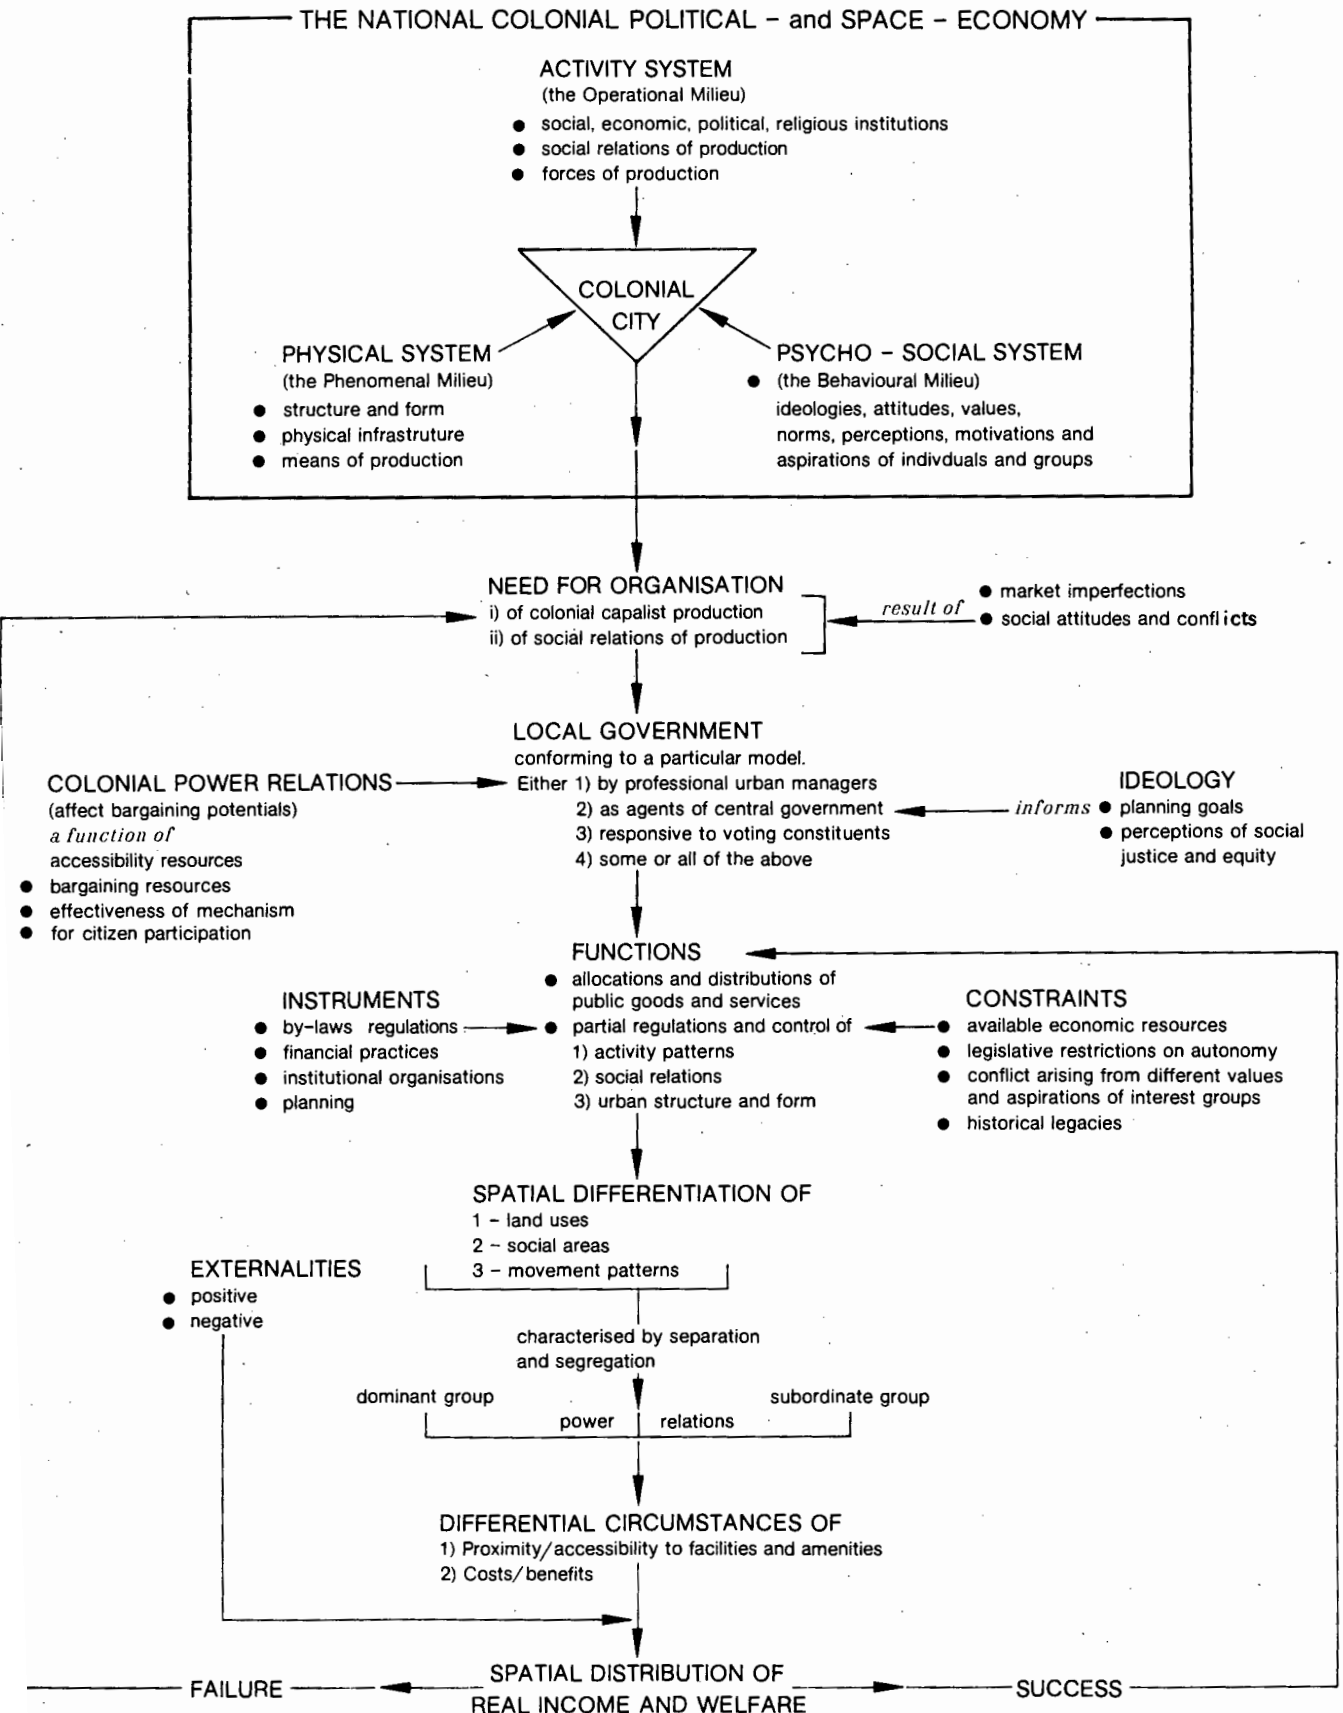 THE NATIONAL COLONIAL POLITICAL - and SPACE - ECONOMY
ACTIVITY SYSTEM
(the Operational Milieu)
● social, economic, political, religious institutions
● social relations of production
● forces of production
COLONIAL
CITY
PHYSICAL SYSTEM
(the Phenomenal Milieu)
● structure and form
● physical infrastruture
● means of production
PSYCHO - SOCIAL SYSTEM
● (the Behavioural Milieu)
ideologies, attitudes, values,
norms, perceptions, motivations and
aspirations of indivduals and groups
NEED FOR ORGANISATION
i) of colonial capalist production
ii) of social relations of production
result of
● market imperfections
● social attitudes and conflicts
LOCAL GOVERNMENT
conforming to a particular model.
Either 1) by professional urban managers
2) as agents of central government
3) responsive to voting constituents
4) some or all of the above
COLONIAL POWER RELATIONS
(affect bargaining potentials)
a function of
accessibility resources
● bargaining resources
● effectiveness of mechanism
● for citizen participation
IDEOLOGY
informs ● planning goals
● perceptions of social
justice and equity
FUNCTIONS
● allocations and distributions of
public goods and services
● partial regulations and control of
1) activity patterns
2) social relations
3) urban structure and form
INSTRUMENTS
● by-laws regulations
● financial practices
● institutional organisations
● planning
CONSTRAINTS
● available economic resources
● legislative restrictions on autonomy
● conflict arising from different values
and aspirations of interest groups
● historical legacies
SPATIAL DIFFERENTIATION OF
1 - land uses
2 - social areas
3 - movement patterns
EXTERNALITIES
● positive
● negative
characterised by separation
and segregation
dominant group
subordinate group
power relations
DIFFERENTIAL CIRCUMSTANCES OF
1) Proximity/accessibility to facilities and amenities
2) Costs/benefits
FAILURE
SPATIAL DISTRIBUTION OF
REAL INCOME AND WELFARE
SUCCESS